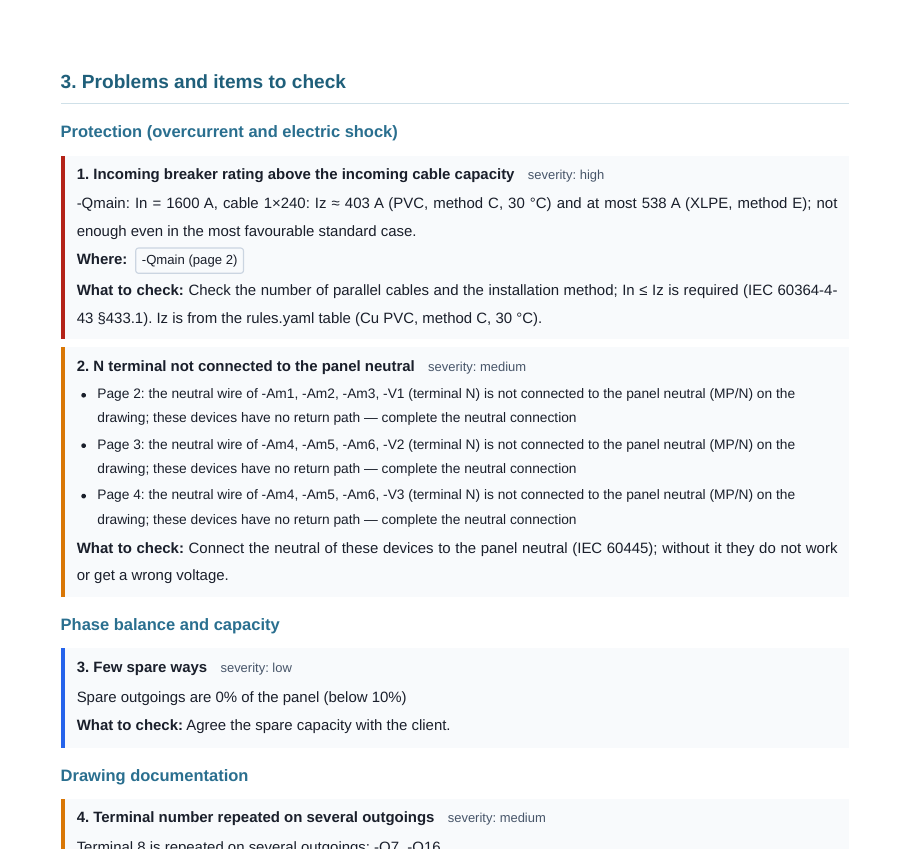 3. Problems and items to check
Protection (overcurrent and electric shock)
1. Incoming breaker rating above the incoming cable capacity severity: high
-Qmain: In = 1600 A, cable 1×240: Iz ≈ 403 A (PVC, method C, 30 °C) and at most 538 A (XLPE, method E); not
enough even in the most favourable standard case.
Where: -Qmain (page 2)
What to check: Check the number of parallel cables and the installation method; In ≤ Iz is required (IEC 60364-4-
43 §433.1). Iz is from the rules.yaml table (Cu PVC, method C, 30 °C).
2. N terminal not connected to the panel neutral severity: medium
• Page 2: the neutral wire of -Am1, -Am2, -Am3, -V1 (terminal N) is not connected to the panel neutral (MP/N) on the
drawing; these devices have no return path — complete the neutral connection
• Page 3: the neutral wire of -Am4, -Am5, -Am6, -V2 (terminal N) is not connected to the panel neutral (MP/N) on the
drawing; these devices have no return path — complete the neutral connection
• Page 4: the neutral wire of -Am4, -Am5, -Am6, -V3 (terminal N) is not connected to the panel neutral (MP/N) on the
drawing; these devices have no return path — complete the neutral connection
What to check: Connect the neutral of these devices to the panel neutral (IEC 60445); without it they do not work
or get a wrong voltage.
Phase balance and capacity
3. Few spare ways severity: low
Spare outgoings are 0% of the panel (below 10%)
What to check: Agree the spare capacity with the client.
Drawing documentation
4. Terminal number repeated on several outgoings severity: medium
Terminal 8 is repeated on several outgoings: -Q7, -Q16